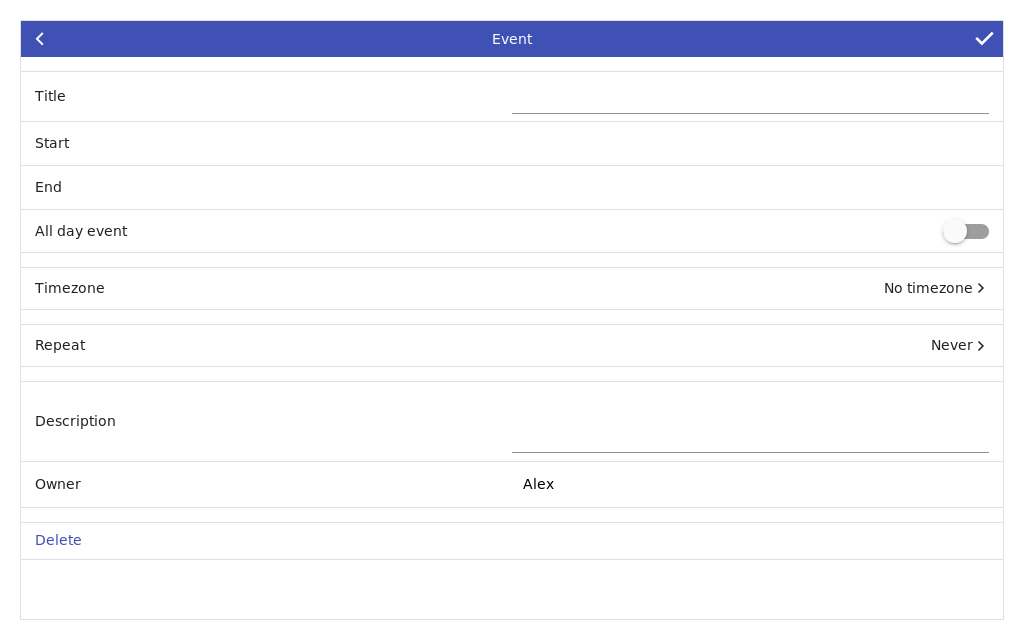 Event
Title
Start
End
All day event
Timezone No timezone
Repeat Never
Description
Owner Alex
Delete